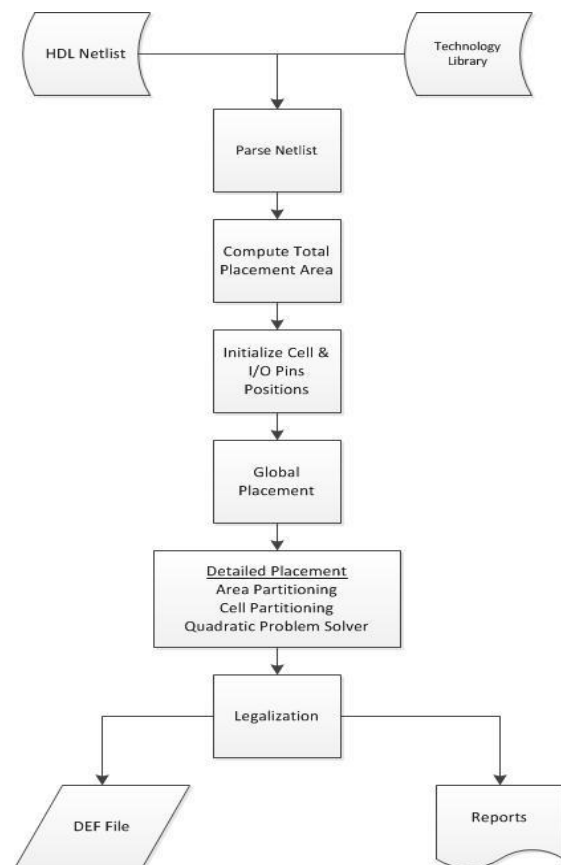 HDL Netlist
Technology
Library
Parse Netlist
Compute Total
Placement Area
Initialize Cell &
I/O Pins
Positions
Global
Placement
Detailed Placement
Area Partitioning
Cell Partitioning
Quadratic Problem Solver
Legalization
DEF File
Reports